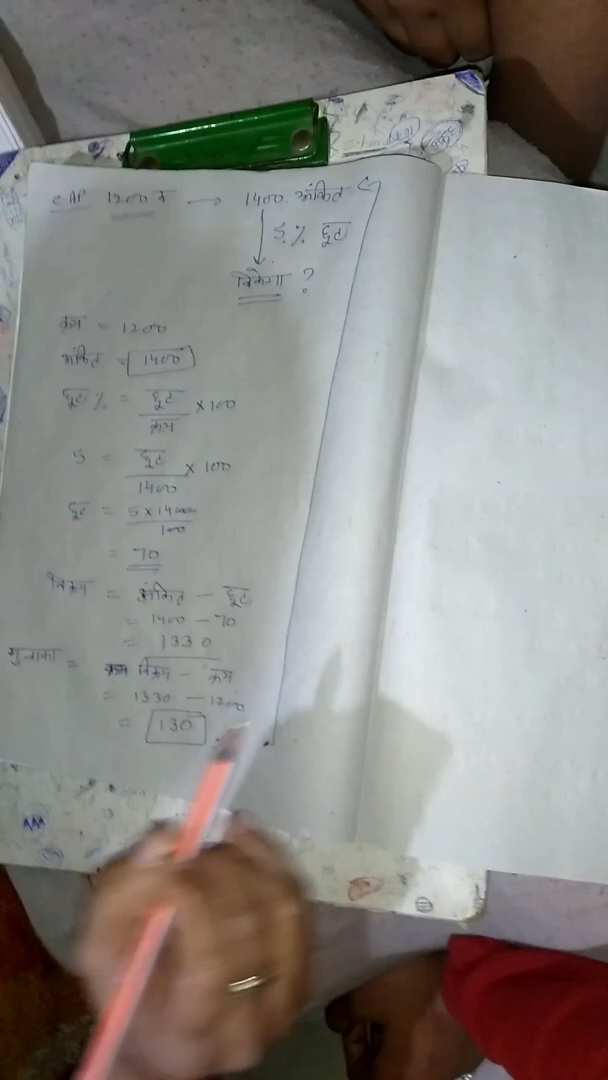 1200 रु → 1400 अंकित
5% छूट
बिकेगा ?
क्रय = 1200
अंकित = 1400
छूट % = छूट/क्रय × 100
5 = छूट/1400 × 100
छूट = 5 × 1400/100
= 70
विक्रय = अंकित - छूट
= 1400 - 70
= 1330
मुनाफा = विक्रय - क्रय
= 1330 - 1200
= 130